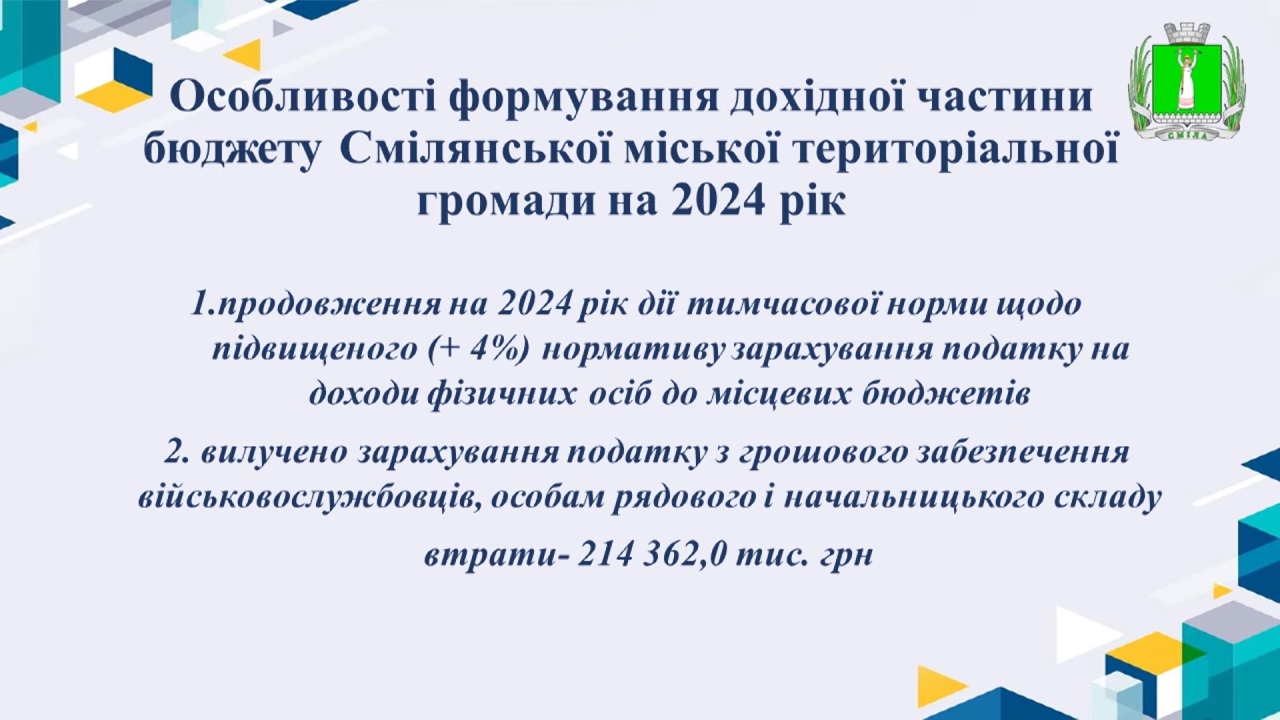 Особливості формування дохідної частини
бюджету Смілянської міської територіальної
громади на 2024 рік
СМІЛА
1.продовження на 2024 рік дії тимчасової норми щодо
підвищеного (+ 4%) нормативу зарахування податку на
доходи фізичних осіб до місцевих бюджетів
2. вилучено зарахування податку з грошового забезпечення
військовослужбовців, особам рядового і начальницького складу
втрати- 214 362,0 тис. грн